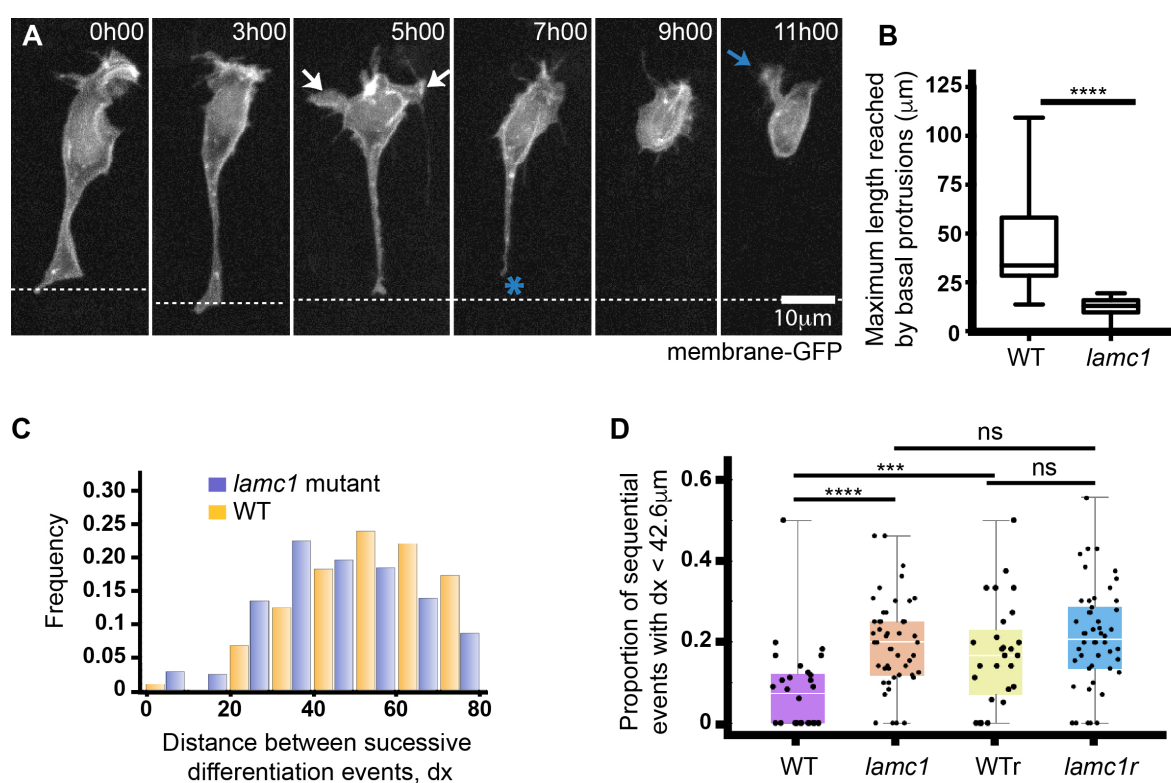 A
0h00
3h00
5h00
7h00
9h00
11h00
10μm
membrane-GFP
B
Maximum length reached
by basal protrusions (μm)
125
100
75
50
25
0
****
WT
lamc1
C
lamc1 mutant
WT
Frequency
0.30
0.25
0.20
0.15
0.1
0.05
0
0
20
40
60
80
Distance between sucessive
differentiation events, dx
D
Proportion of sequential
events with dx < 42.6μm
0.6
0.4
0.2
0
ns
***
ns
****
WT
lamc1
WTr
lamc1r